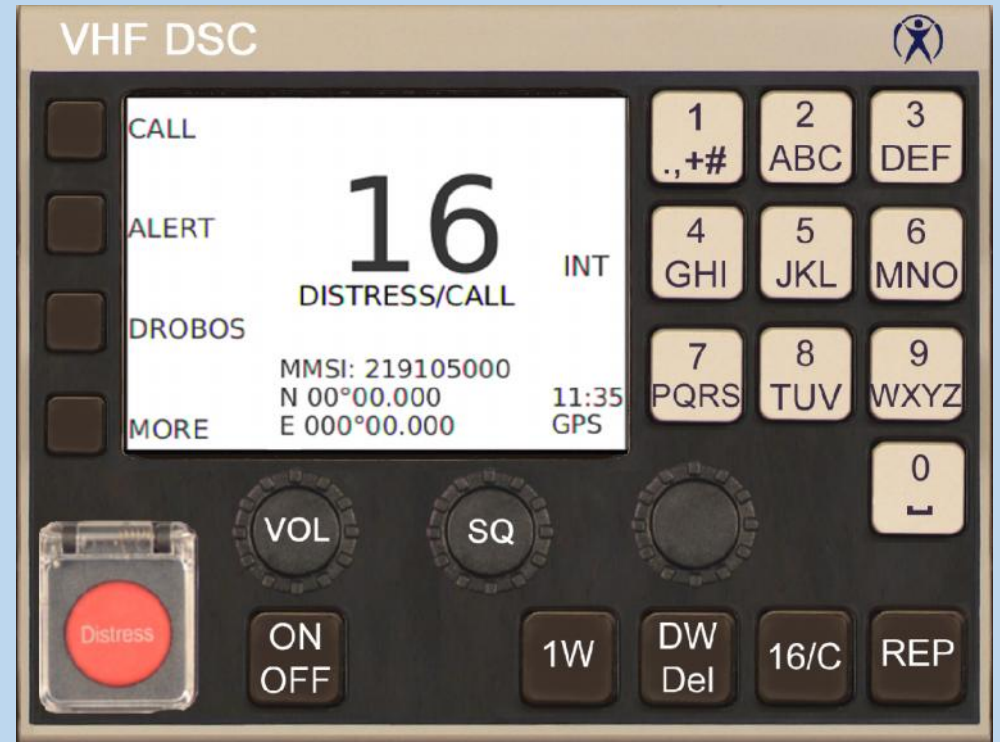 VHF DSC
CALL
16
ALERT
INT
DISTRESS/CALL
DROBOS
MMSI: 219105000
N 00°00.000
11:35
MORE
E 000°00.000
GPS
1
.,+#
2
ABC
3
DEF
4
GHI
5
JKL
6
MNO
7
PQRS
8
TUV
9
WXYZ
0
VOL
SQ
Distress
ON
OFF
1W
DW
Del
16/C
REP